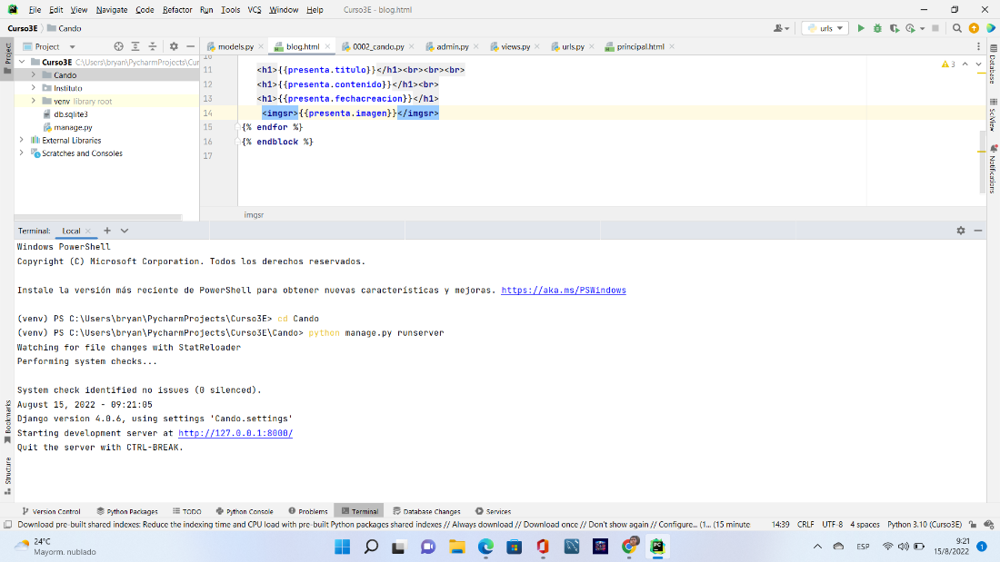 File Edit View Navigate Code Refactor Run Tools VCS Window Help Curso3E - blog.html
Curso3E Cando urls
Project models.py blog.html 0002_cando.py admin.py views.py urls.py principal.html
Project
Curso3E C:\Users\bryan\PycharmProjects\Cur
Cando
Instituto
venv library root
db.sqlite3
manage.py
External Libraries
Scratches and Consoles
10
11 <h1>{{presenta.titulo}}</h1><br><br><br>
12 <h1>{{presenta.contenido}}</h1><br>
13 <h1>{{presenta.fechacreacion}}</h1>
14 <imgsr>{{presenta.imagen}}</imgsr>
15 {% endfor %}
16 {% endblock %}
17
3
imgsr
Database
SciView
Notifications
Terminal: Local
Windows PowerShell
Copyright (C) Microsoft Corporation. Todos los derechos reservados.
Instale la versión más reciente de PowerShell para obtener nuevas características y mejoras. https://aka.ms/PSWindows
(venv) PS C:\Users\bryan\PycharmProjects\Curso3E> cd Cando
(venv) PS C:\Users\bryan\PycharmProjects\Curso3E\Cando> python manage.py runserver
Watching for file changes with StatReloader
Performing system checks...
System check identified no issues (0 silenced).
August 15, 2022 - 09:21:05
Django version 4.0.6, using settings 'Cando.settings'
Starting development server at http://127.0.0.1:8000/
Quit the server with CTRL-BREAK.
Bookmarks
Structure
Version Control Python Packages TODO Python Console Problems Terminal Database Changes Services
Download pre-built shared indexes: Reduce the indexing time and CPU load with pre-built Python packages shared indexes // Always download // Download once // Don't show again // Configure... (1... (15 minute 14:39 CRLF UTF-8 4 spaces Python 3.10 (Curso3E)
24°C
Mayorm. nublado
ESP
9:21
15/8/2022
1